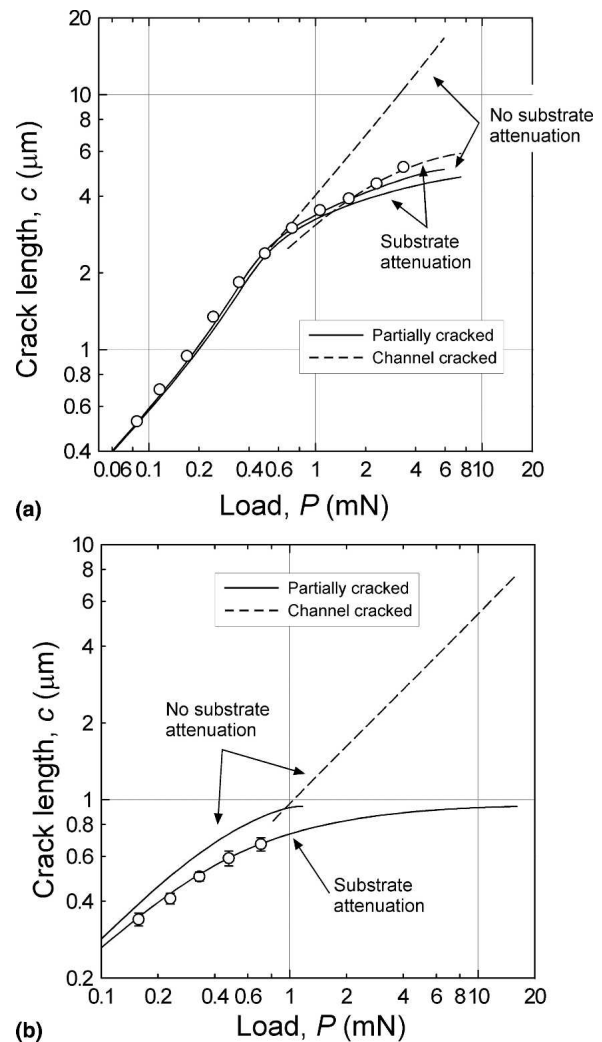 20
10
8
6
4
2
1
0.8
0.6
0.4
Crack length, c (μm)
No substrate
attenuation
Substrate
attenuation
Partially cracked
Channel cracked
0.06 0.1 0.2 0.4 0.6 1 2 4 6 810 20
Load, P (mN)
(a)
10
8
6
4
2
1
0.8
0.6
0.4
0.2
Crack length, c (μm)
Partially cracked
Channel cracked
No substrate
attenuation
Substrate
attenuation
0.1 0.2 0.4 0.6 1 2 4 6 810 20
Load, P (mN)
(b)